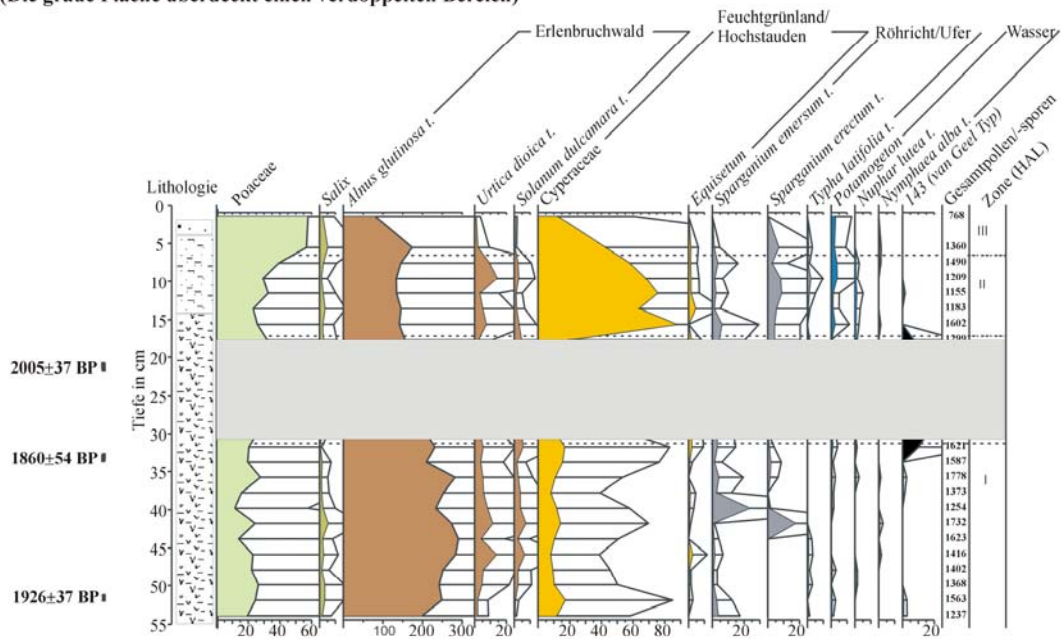 (Die graue Fläche überdeckt einen verdoppelten Bereich)
Erlenbruchwald
Feuchtgrünland/
Hochstauden
Röhricht/Ufer
Wasser
Lithologie
Poaceae
Salix
Alnus glutinosa t.
Urtica dioica t.
Solanum dulcamara t.
Cyperaceae
Equisetum
Sparganium emersum t.
Sparganium erectum t.
Typha latifolia t.
Potamogeton
Nuphar lutea t.
Nymphaea alba t.
143 (van Geel Typ)
Gesamtpollen/-sporen
Zone (HAL)
Tiefe in cm
0
5
10
15
20
25
30
35
40
45
50
55
2005±37 BP
1860±54 BP
1926±37 BP
768
1360
1490
1209
1155
1183
1602
1299
1621
1587
1778
1373
1254
1732
1623
1416
1402
1368
1563
1237
III
II
I
20 40 60
100 200 300
20
20 40 60 80
20
20
20